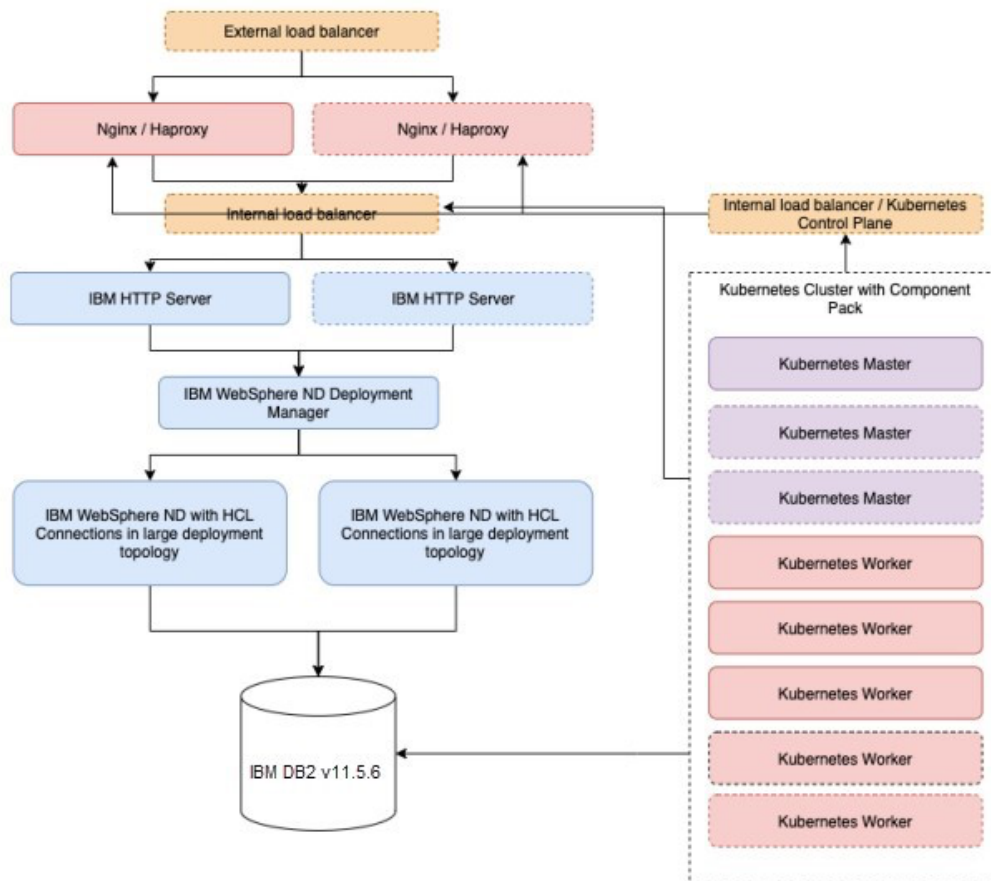 External load balancer
Nginx / Haproxy
Nginx / Haproxy
Internal load balancer
Internal load balancer / Kubernetes
Control Plane
IBM HTTP Server
IBM HTTP Server
Kubernetes Cluster with Component
Pack
IBM WebSphere ND Deployment
Manager
IBM WebSphere ND with HCL
Connections in large deployment
topology
IBM WebSphere ND with HCL
Connections in large deployment
topology
IBM DB2 v11.5.6
Kubernetes Master
Kubernetes Master
Kubernetes Master
Kubernetes Worker
Kubernetes Worker
Kubernetes Worker
Kubernetes Worker
Kubernetes Worker